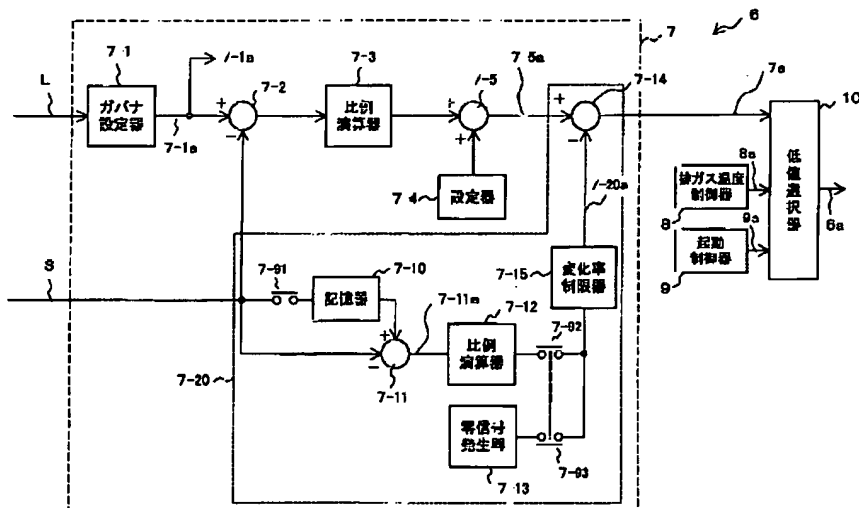 6
7
7 1
ガバナ
設定器
L
7-1a
/-1a
+
-
7-2
7-3
比例
演算器
+
+
/-5
7 5a
7 4
設定器
+
-
7-14
7a
10
低値選択器
6a
8a
排ガス温度
制御器
8
9a
起動
制御器
9
/-20a
7-15
変化率
制限器
S
7-91
7-10
記憶器
+
-
7-11
7-11a
7-12
比例
演算器
7-92
7-20
零信号
発生器
7-93
7-13